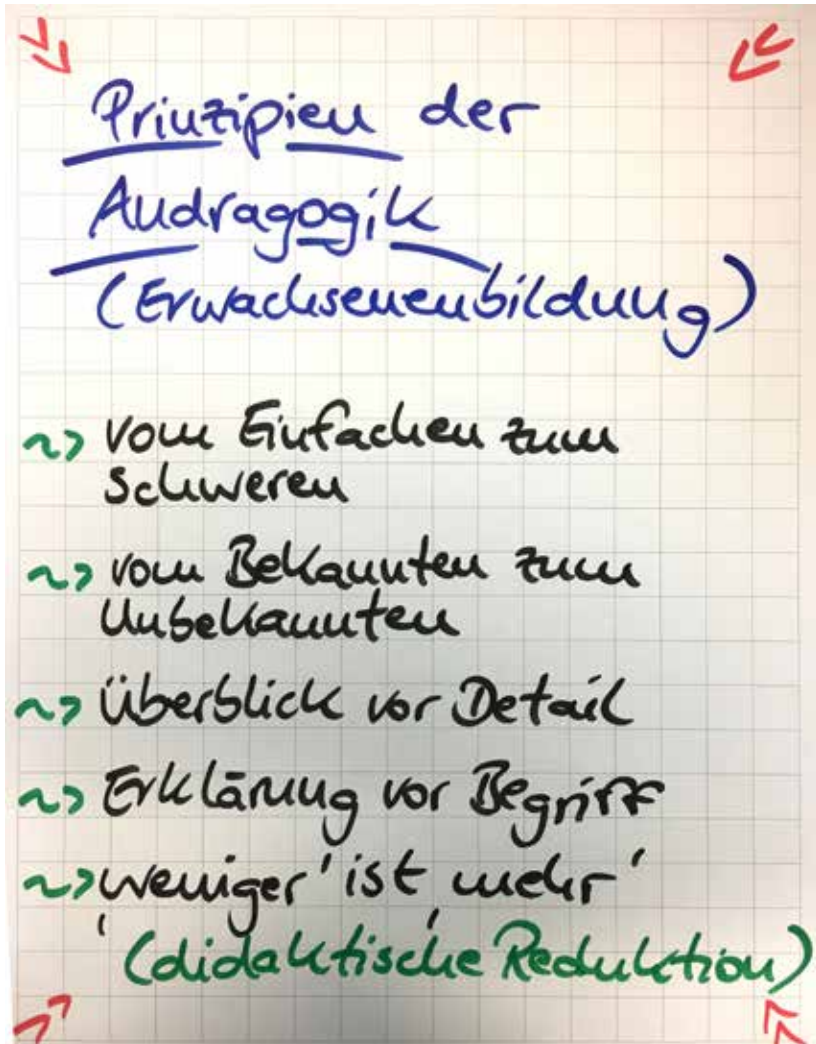 Prinzipien der
Andragogik
(Erwachsenenbildung)
~> vom Einfachen zum
Schweren
~> vom Bekannten zum
Unbekannten
~> Überblick vor Detail
~> Erklärung vor Begriff
~> ‚weniger' ist ‚mehr'
(didaktische Reduktion)